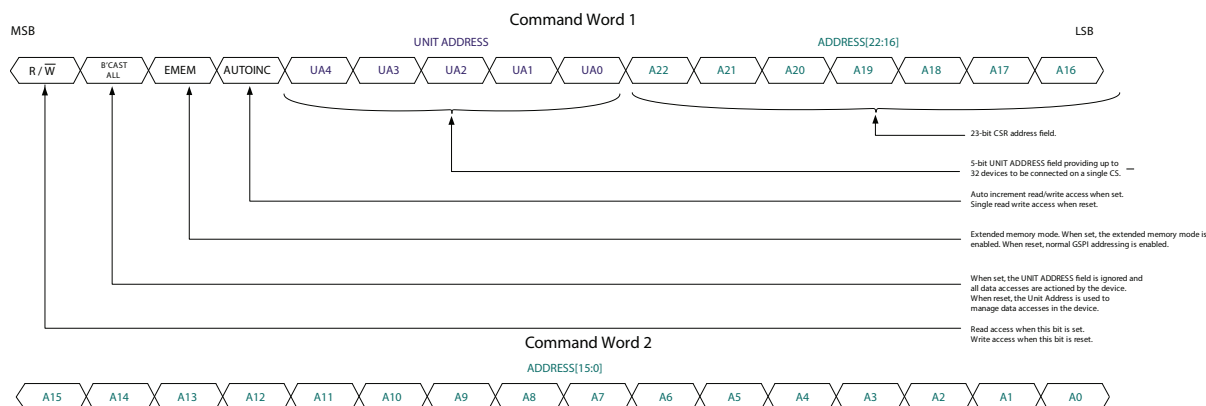 Command Word 1
MSB
LSB
UNIT ADDRESS
ADDRESS[22:16]
R / W B'CAST ALL EMEM AUTOINC UA4 UA3 UA2 UA1 UA0 A22 A21 A20 A19 A18 A17 A16
23-bit CSR address field.
5-bit UNIT ADDRESS field providing up to
32 devices to be connected on a single CS.
Auto increment read/write access when set.
Single read write access when reset.
Extended memory mode. When set, the extended memory mode is
enabled. When reset, normal GSPI addressing is enabled.
When set, the UNIT ADDRESS field is ignored and
all data accesses are actioned by the device.
When reset, the Unit Address is used to
manage data accesses in the device.
Read access when this bit is set.
Write access when this bit is reset.
Command Word 2
ADDRESS[15:0]
A15 A14 A13 A12 A11 A10 A9 A8 A7 A6 A5 A4 A3 A2 A1 A0